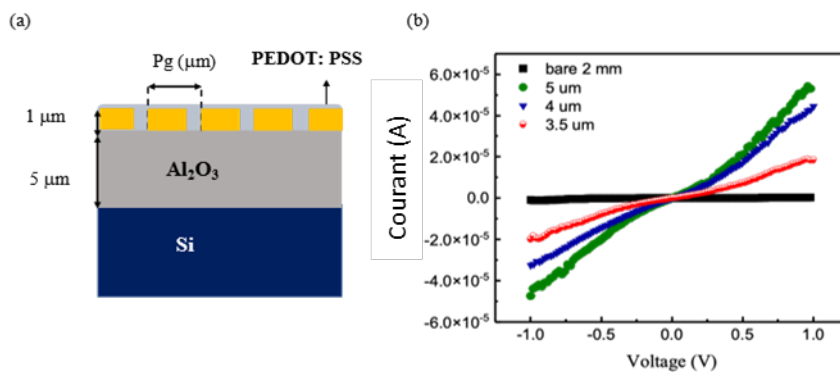 (a)
Pg (µm)
PEDOT: PSS
1 µm
5 µm
Al₂O₃
Si
(b)
Courant (A)
6.0×10⁻⁵
4.0×10⁻⁵
2.0×10⁻⁵
0.0
-2.0×10⁻⁵
-4.0×10⁻⁵
-6.0×10⁻⁵
bare 2 mm
5 um
4 um
3.5 um
-1.0 -0.5 0.0 0.5 1.0
Voltage (V)